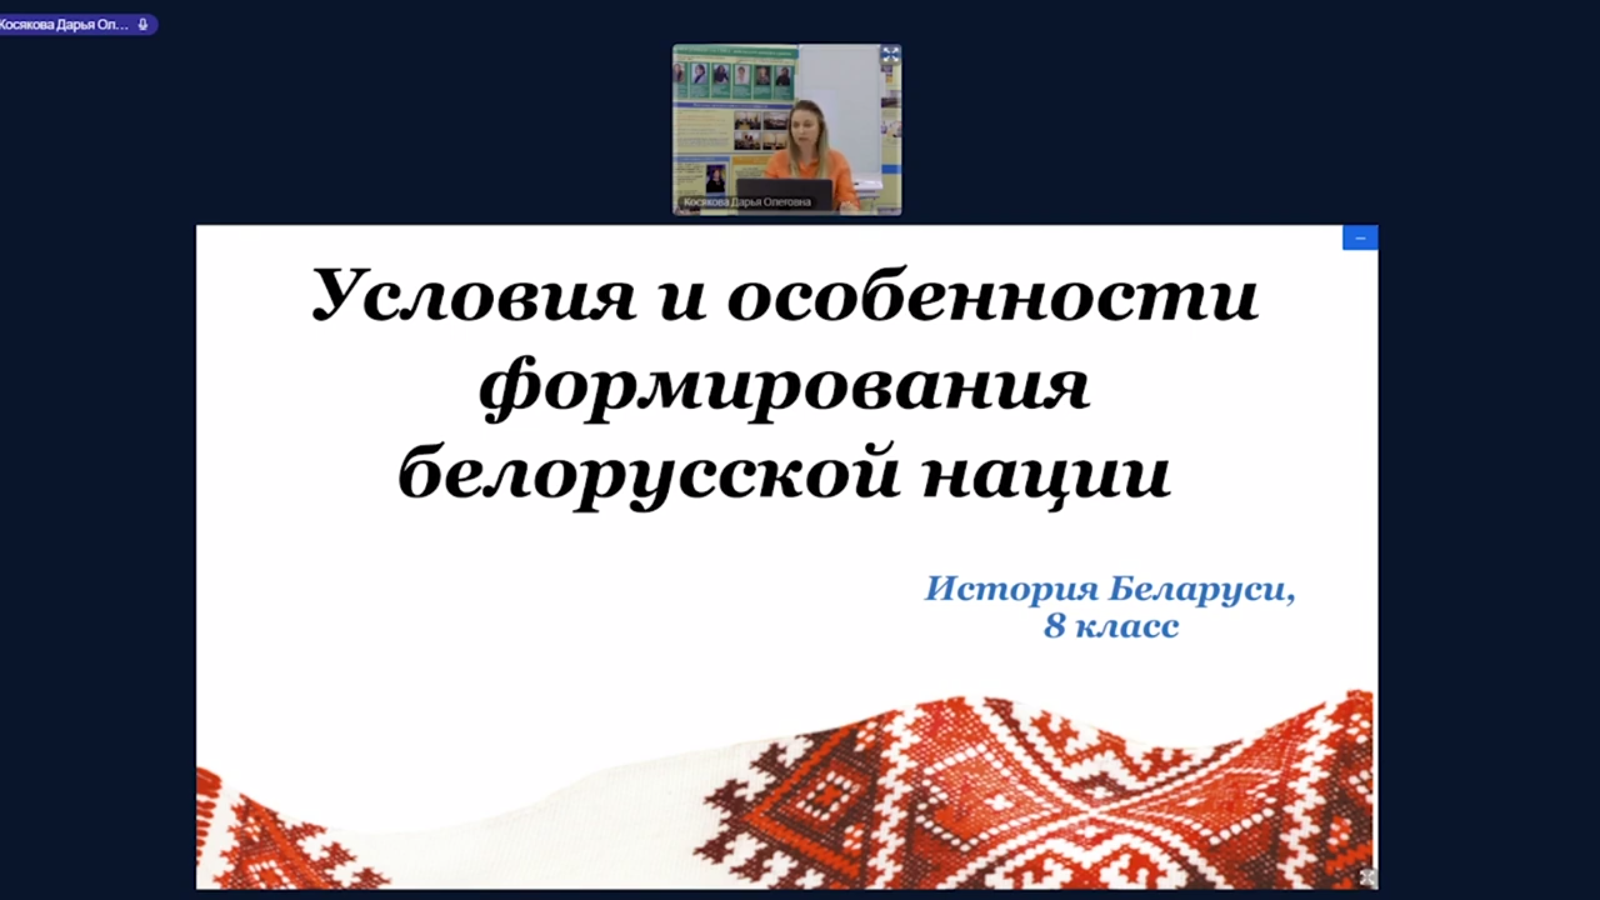 Косякова Дарья Ол...
Косякова Дарья Олеговна
Условия и особенности
формирования
белорусской нации
История Беларуси,
8 класс